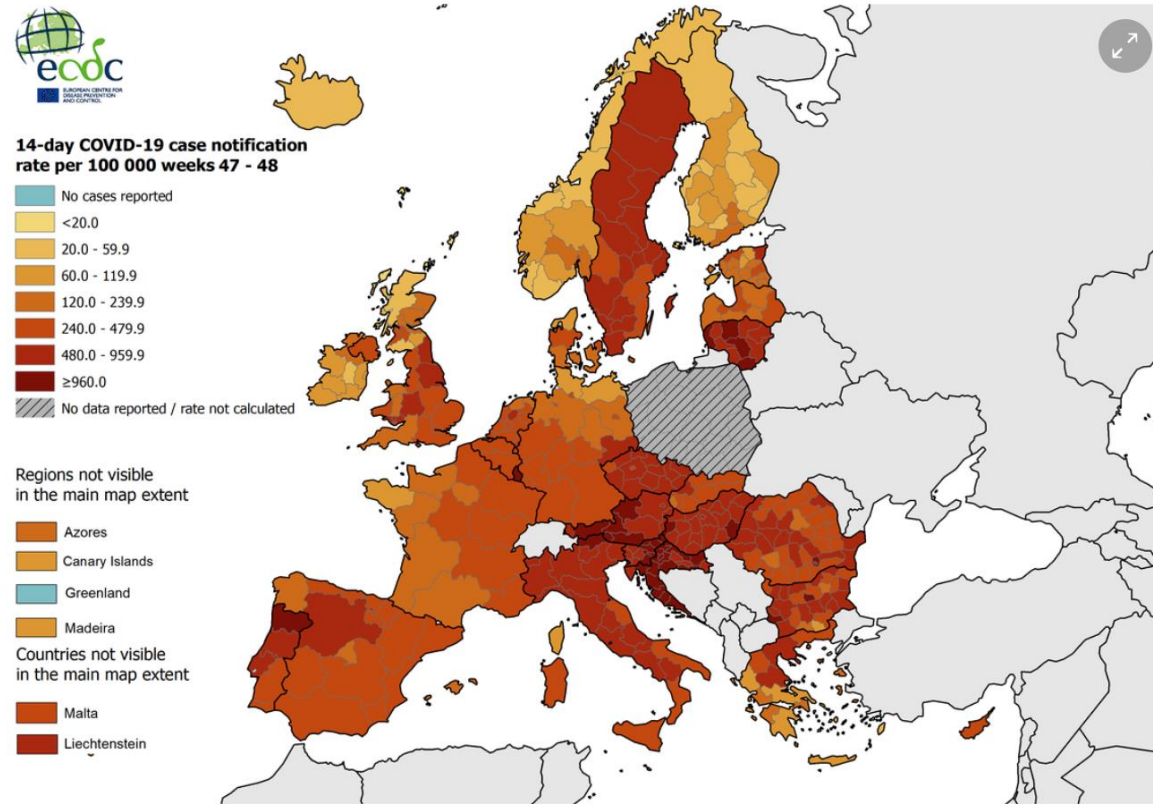 ecdc
EUROPEAN CENTRE FOR
DISEASE PREVENTION
AND CONTROL
14-day COVID-19 case notification
rate per 100 000 weeks 47 - 48
No cases reported
<20.0
20.0 - 59.9
60.0 - 119.9
120.0 - 239.9
240.0 - 479.9
480.0 - 959.9
≥960.0
No data reported / rate not calculated
Regions not visible
in the main map extent
Azores
Canary Islands
Greenland
Madeira
Countries not visible
in the main map extent
Malta
Liechtenstein